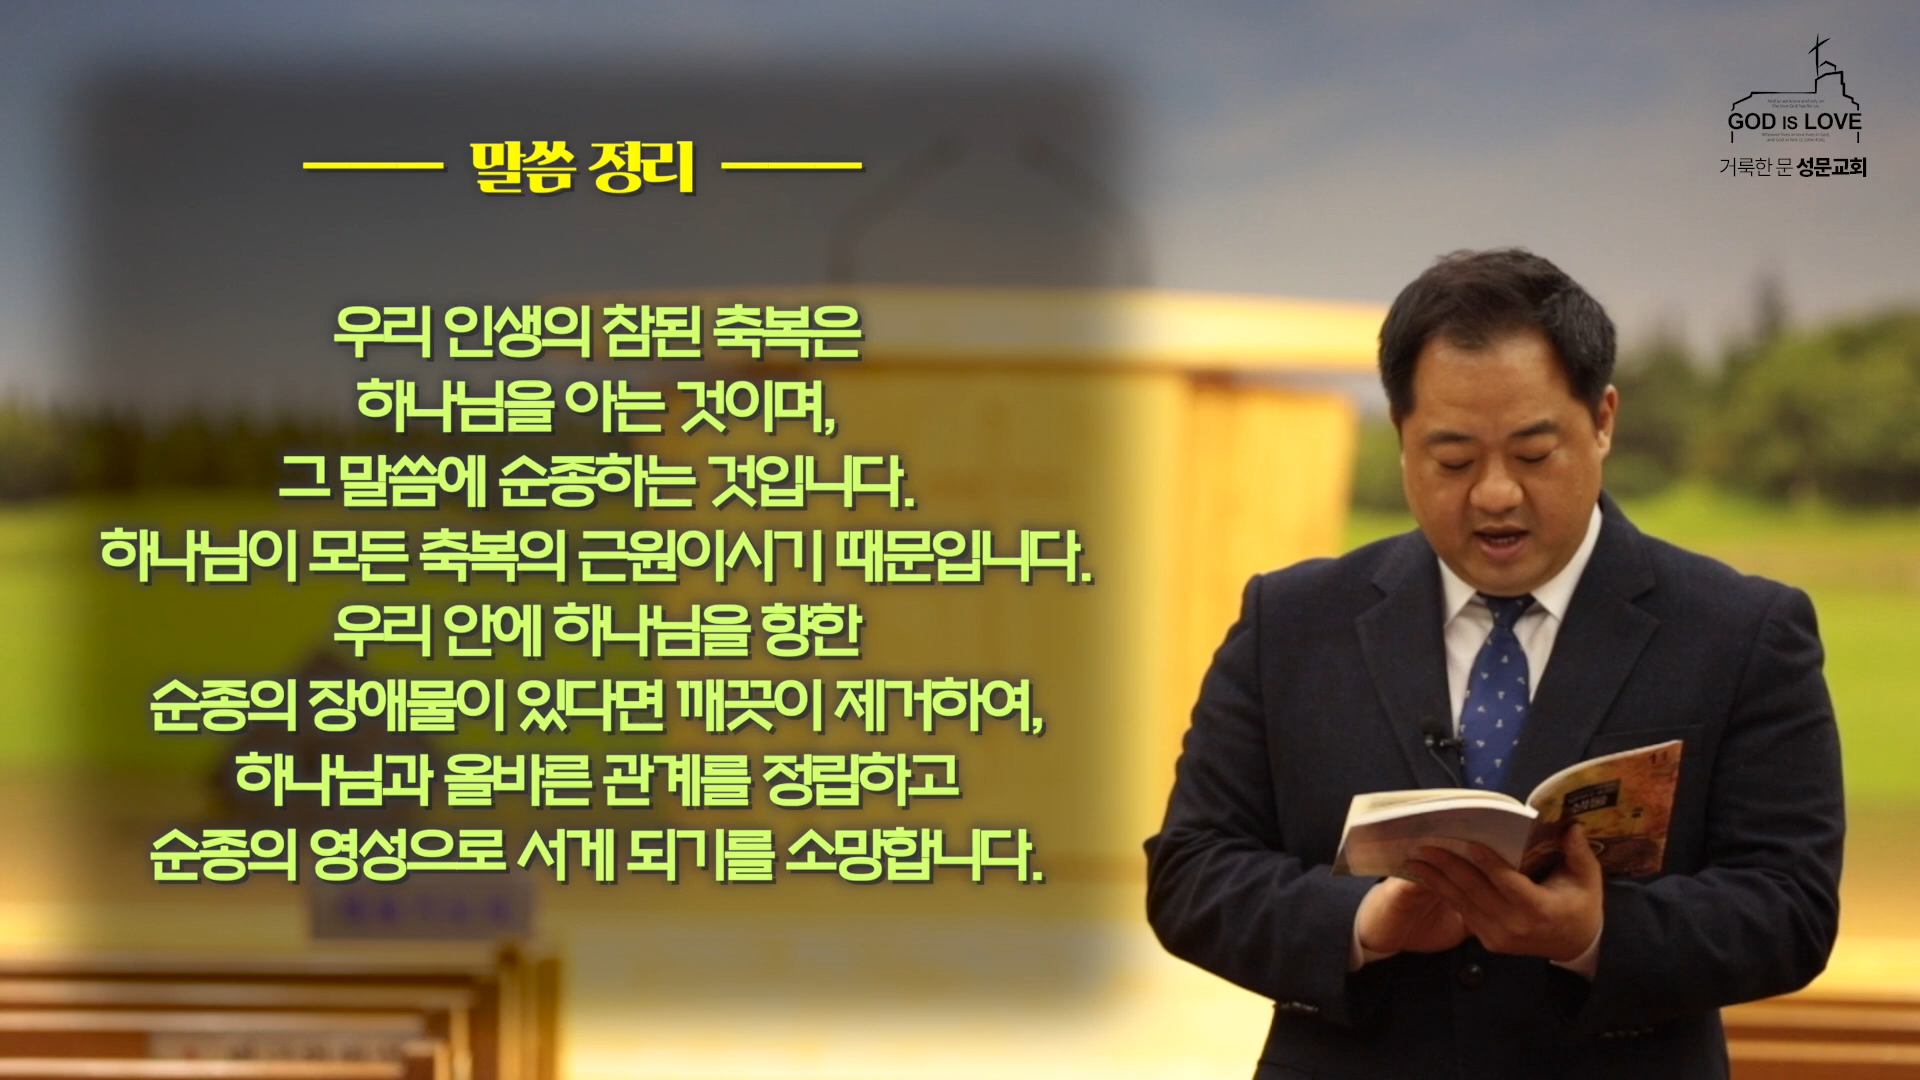 말씀 정리
우리 인생의 참된 축복은
하나님을 아는 것이며,
그 말씀에 순종하는 것입니다.
하나님이 모든 축복의 근원이시기 때문입니다.
우리 안에 하나님을 향한
순종의 장애물이 있다면 깨끗이 제거하여,
하나님과 올바른 관계를 정립하고
순종의 영성으로 서게 되기를 소망합니다.
GOD IS LOVE
거룩한 문 성문교회